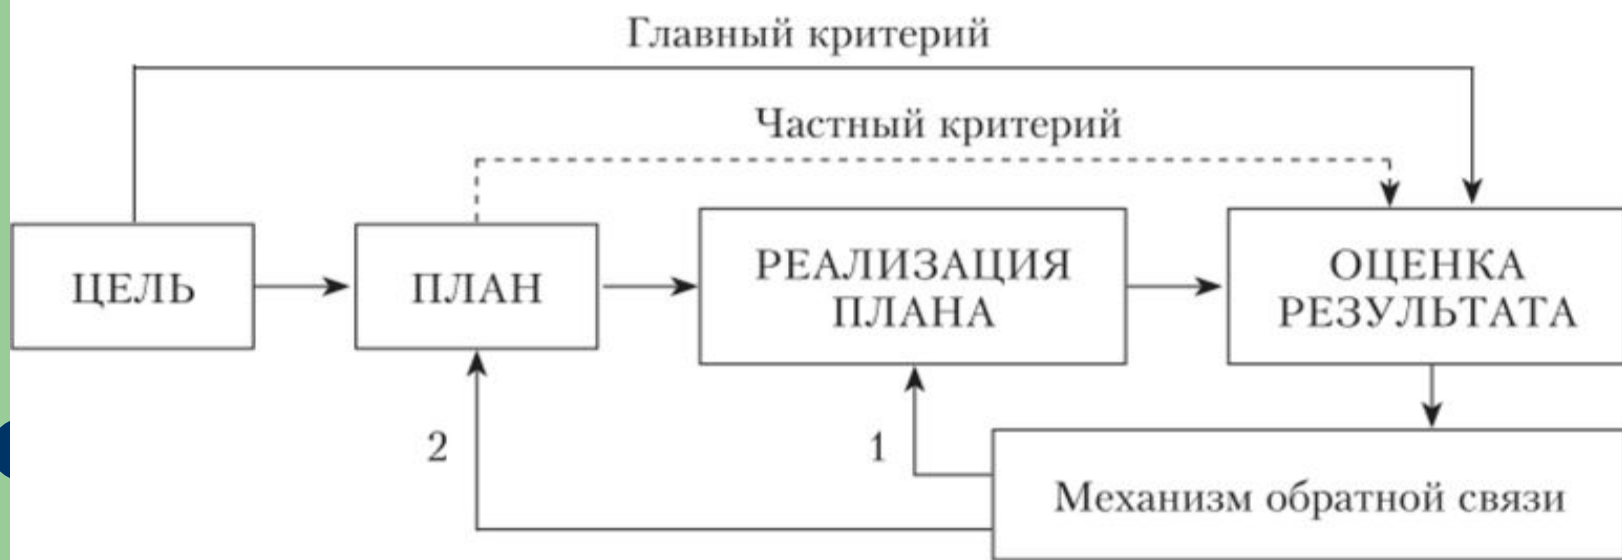 Главный критерий
Частный критерий
ЦЕЛЬ
ПЛАН
РЕАЛИЗАЦИЯ
ПЛАНА
ОЦЕНКА
РЕЗУЛЬТАТА
2
1
Механизм обратной связи